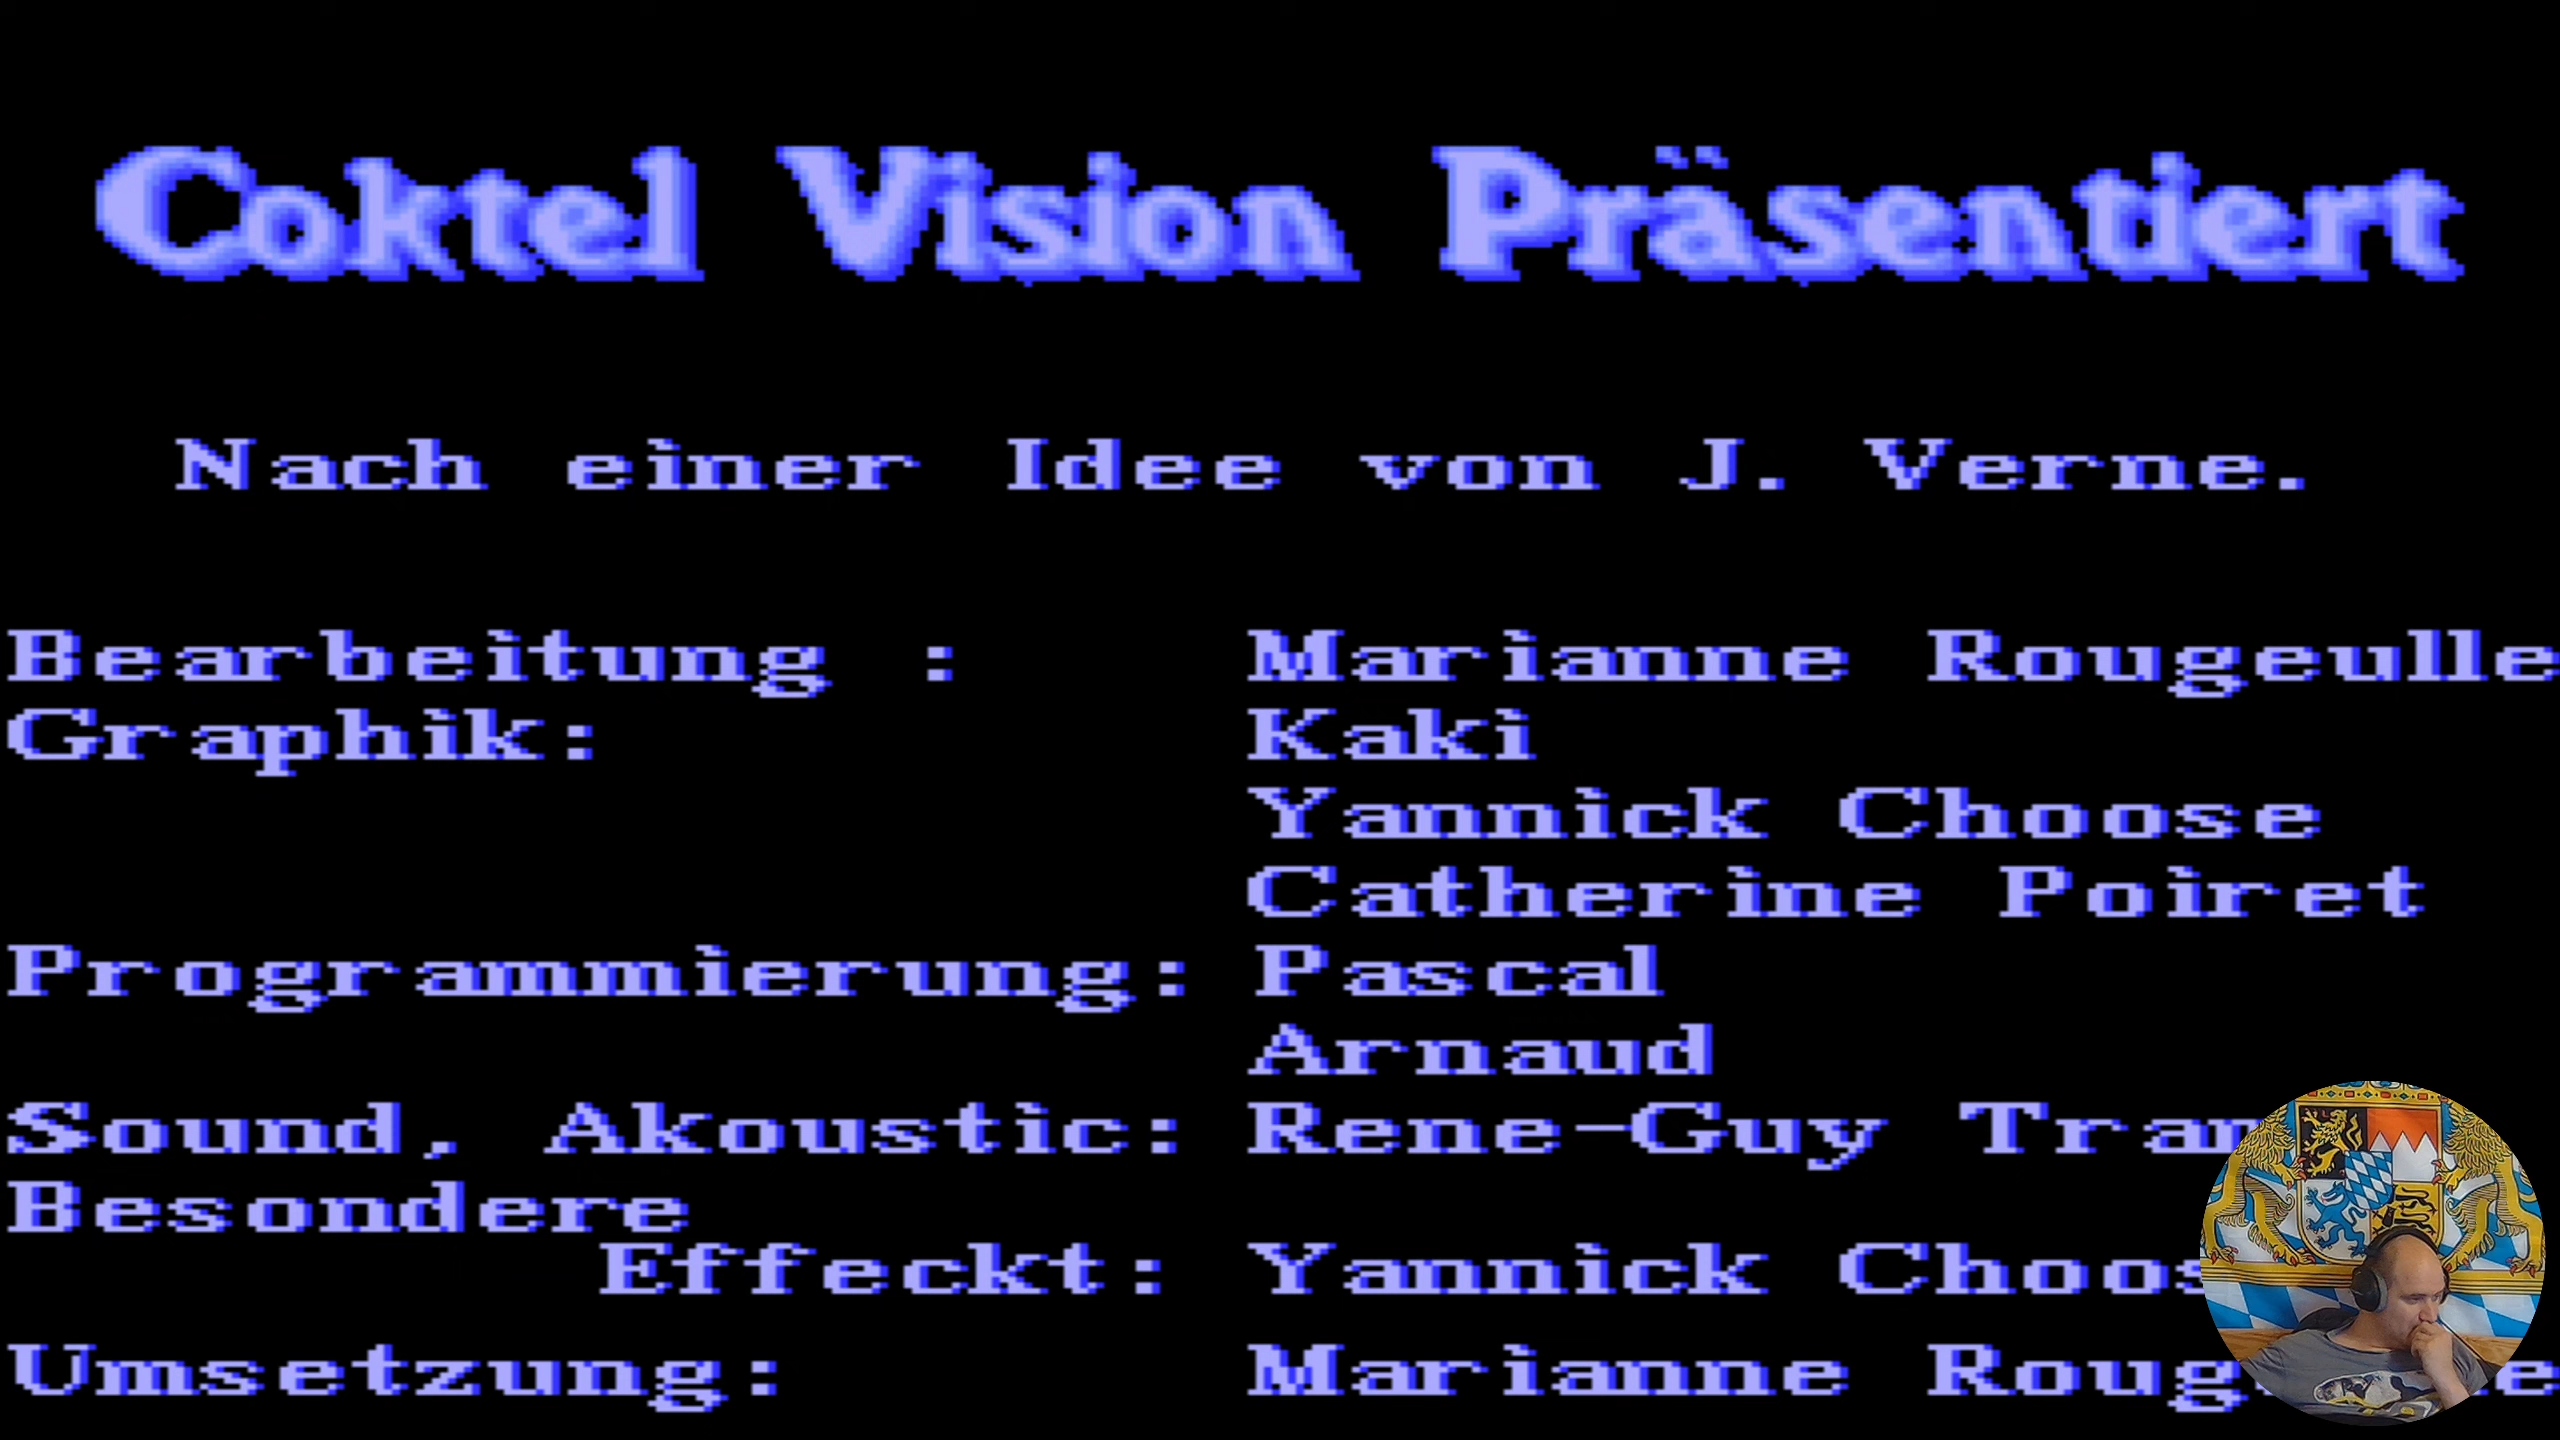 Coktel Vision Präsentiert
Nach einer Idee von J. Verne.
Bearbeitung : Marianne Rougeulle
Graphik: Kaki
Yannick Choose
Catherine Poiret
Programmierung: Pascal
Arnaud
Sound, Akoustic: Rene-Guy
Besondere
Effeckt: Yannick
Umsetzung: Marianne